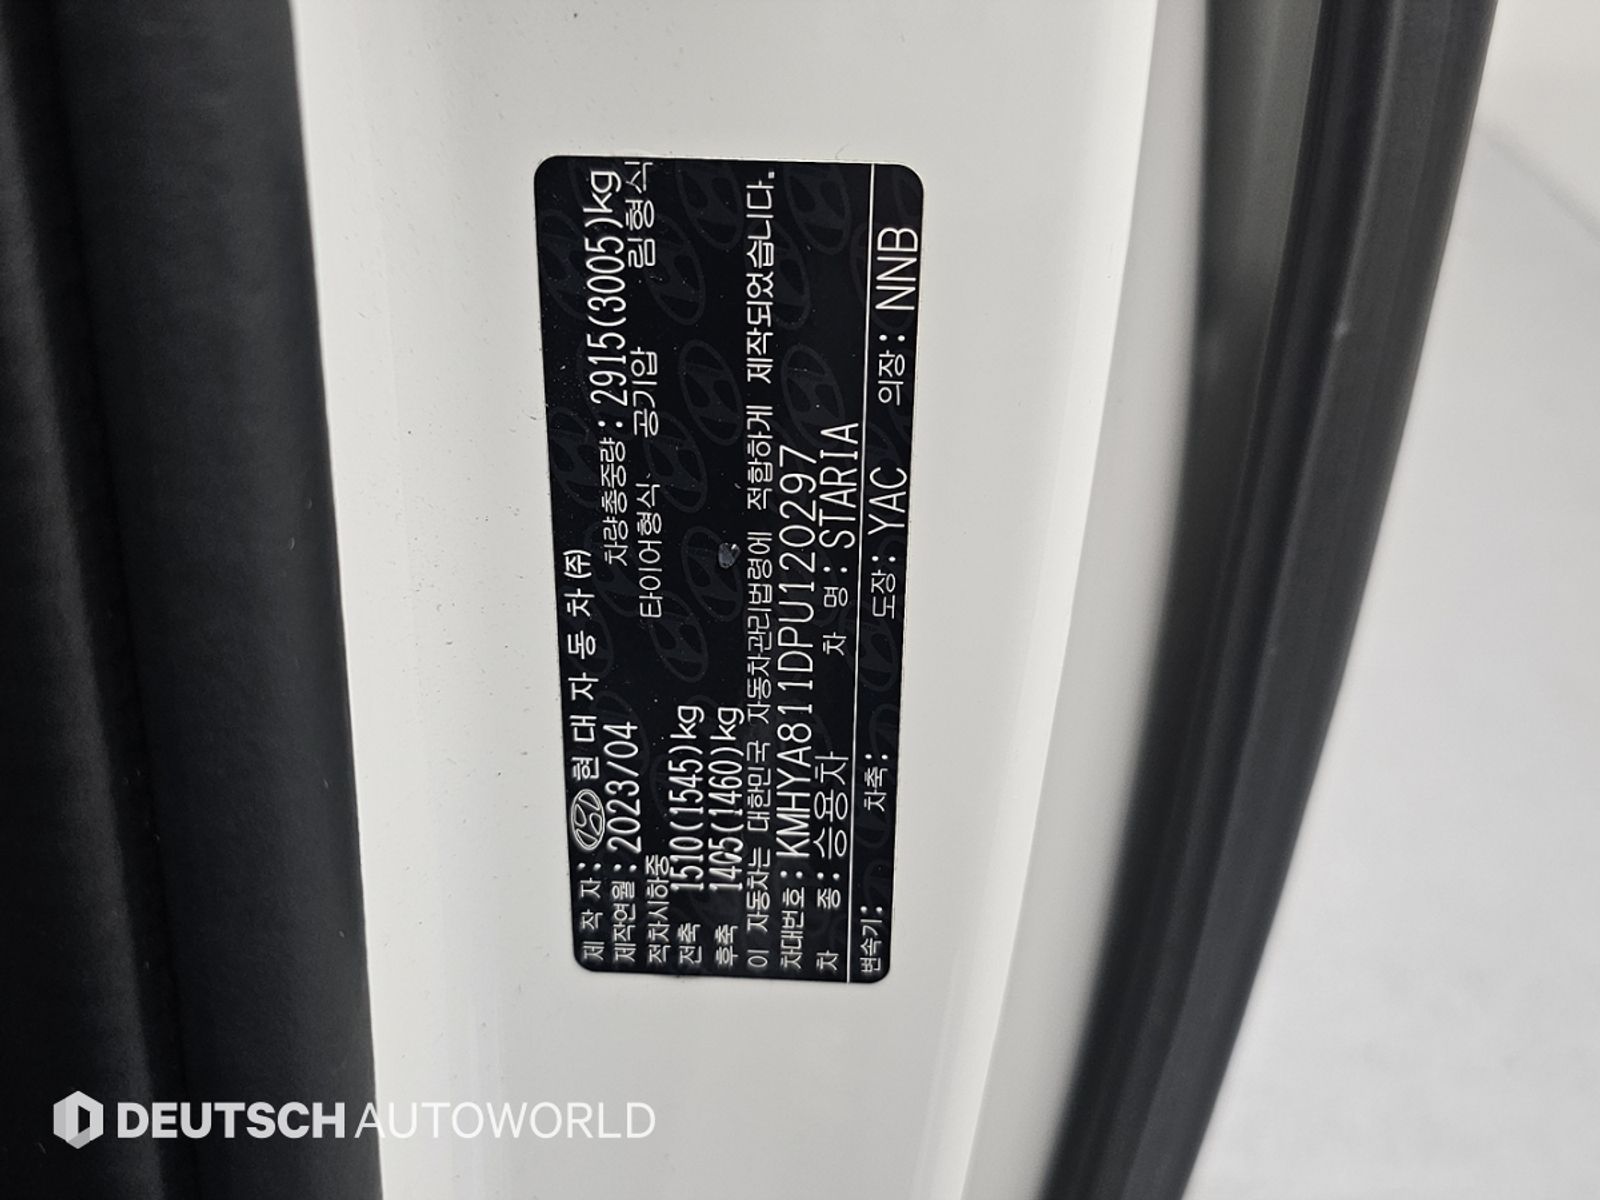 제 작 자 : 현 대 자 동 차 (주)
제작연월 : 2023/04 차량총중량 : 2915(3005)kg
적차시하중 타이어형식 공기압 림형식
전축 1510(1545)kg
후축 1405(1460)kg
이 자동차는 대한민국 자동차관리법령에 적합하게 제작되었습니다.
차대번호 : KMHYA811DPU120297
차 종 : 승용차 차 명 : STARIA
변속기 : 차축 : 도장 : YAC 의장 : NNB
DEUTSCH AUTOWORLD